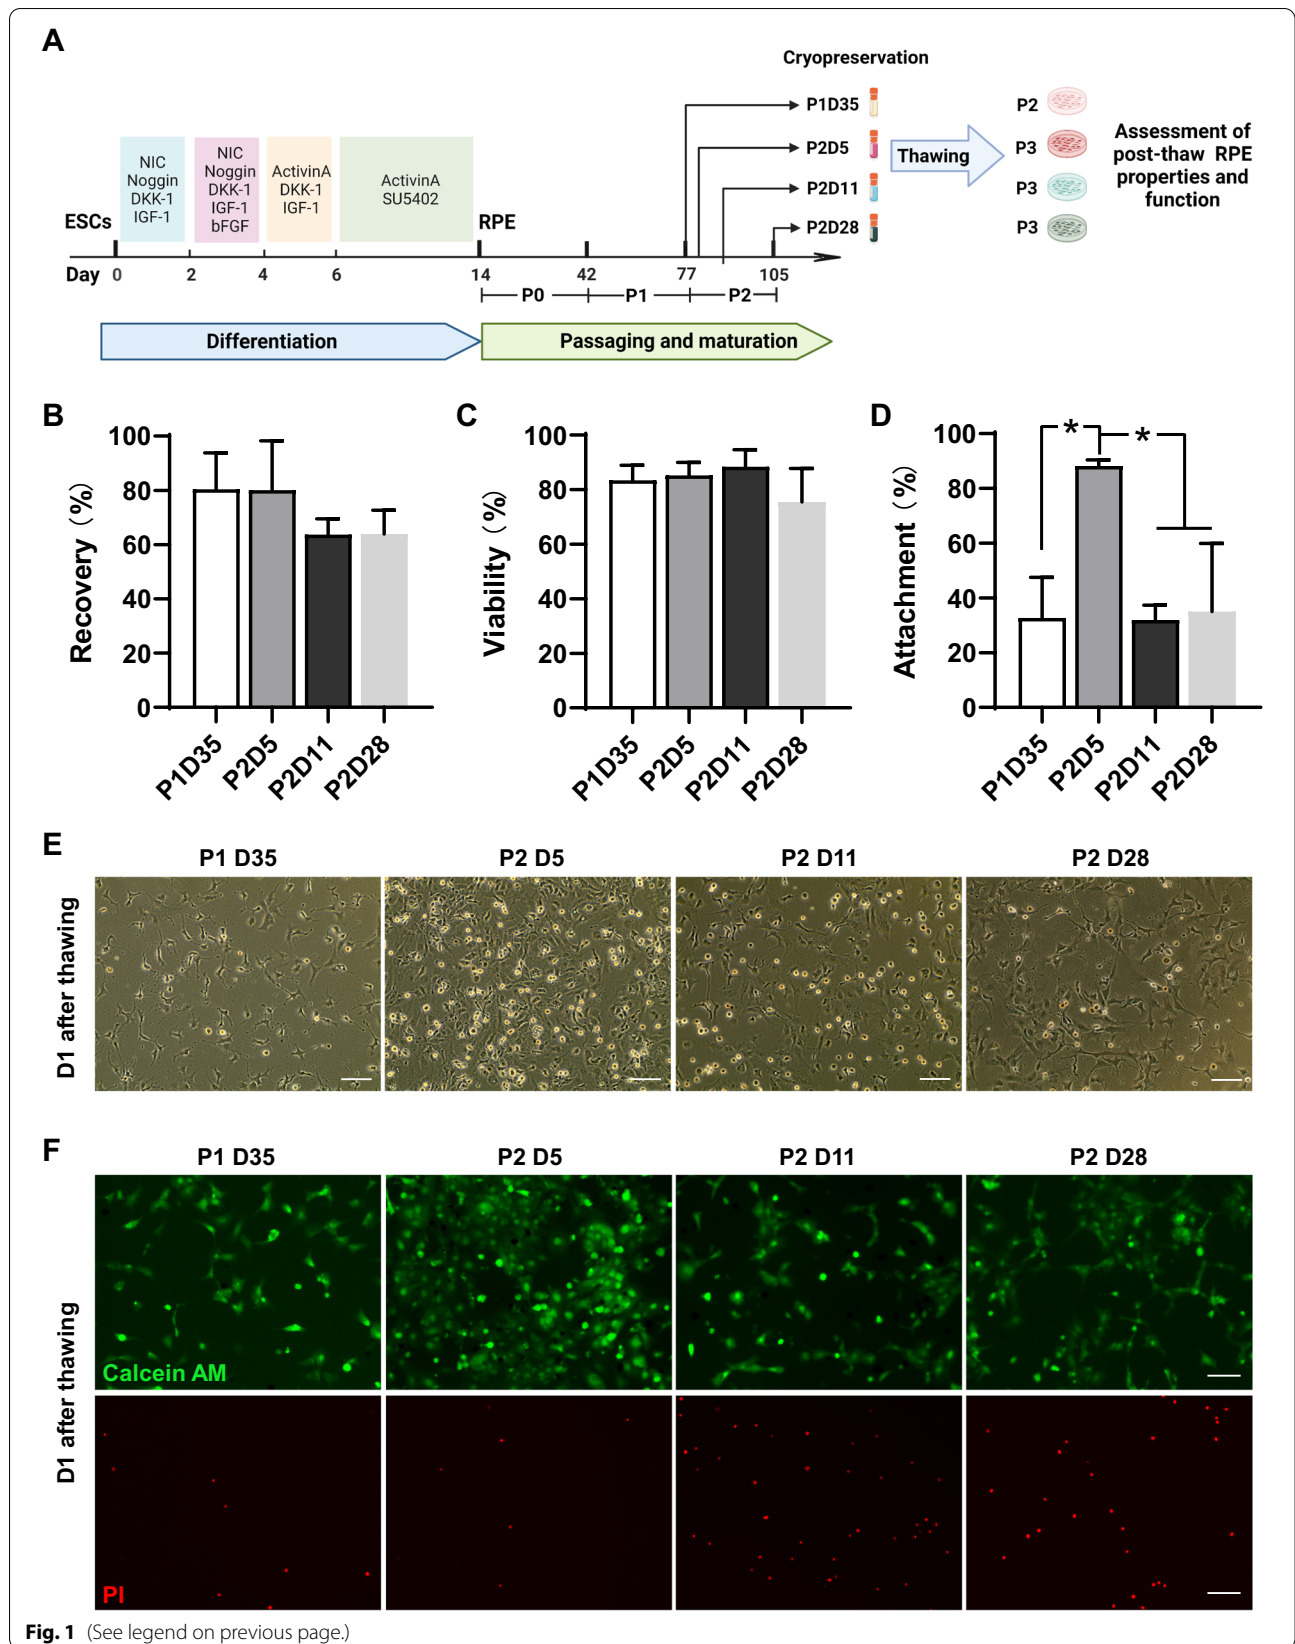 A
Cryopreservation
P1D35
P2D5
P2D11
P2D28
Thawing
P2
P3
P3
P3
Assessment of
post-thaw RPE
properties and
function
NIC
Noggin
DKK-1
IGF-1
NIC
Noggin
DKK-1
IGF-1
bFGF
ActivinA
DKK-1
IGF-1
ActivinA
SU5402
ESCs
RPE
Day 0 2 4 6 14 42 77 105
P0 P1 P2
Differentiation
Passaging and maturation
B
Recovery (%)
100
80
60
40
20
0
P1D35
P2D5
P2D11
P2D28
C
Viability (%)
100
80
60
40
20
0
P1D35
P2D5
P2D11
P2D28
D
Attachment (%)
100
80
60
40
20
0
* *
P1D35
P2D5
P2D11
P2D28
E
P1 D35 P2 D5 P2 D11 P2 D28
D1 after thawing
F
P1 D35 P2 D5 P2 D11 P2 D28
D1 after thawing
Calcein AM
PI
Fig. 1 (See legend on previous page.)